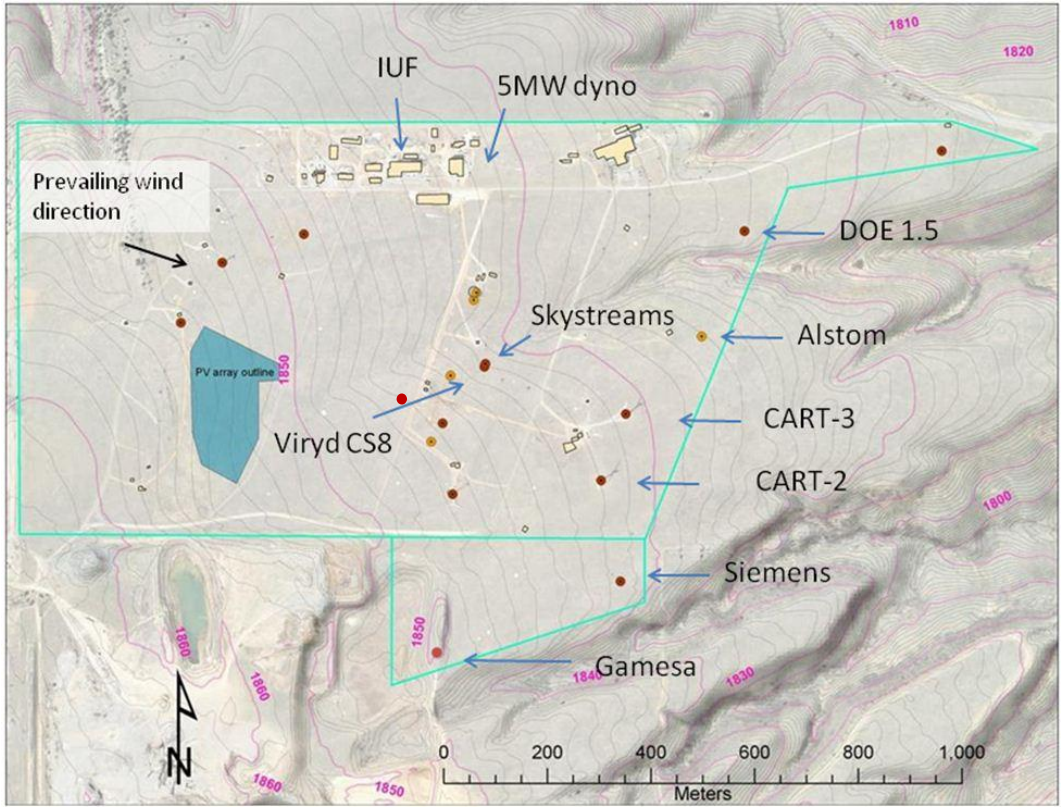 1810
1820
IUF
5MW dyno
Prevailing wind
direction
DOE 1.5
Skystreams
Alstom
PV array outline
1850
CART-3
Viryd CS8
CART-2
1800
Siemens
1850
1860
Gamesa
1840
1830
1860
N
0 200 400 600 800 1,000
Meters
1860
1850